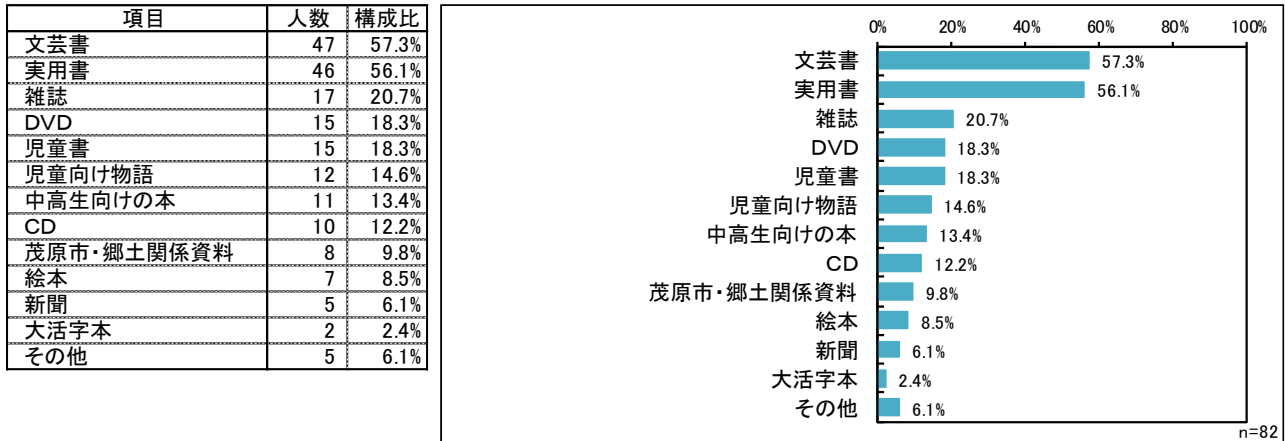 項目 人数 構成比
文芸書 47 57.3%
実用書 46 56.1%
雑誌 17 20.7%
DVD 15 18.3%
児童書 15 18.3%
児童向け物語 12 14.6%
中高生向けの本 11 13.4%
CD 10 12.2%
茂原市・郷土関係資料 8 9.8%
絵本 7 8.5%
新聞 5 6.1%
大活字本 2 2.4%
その他 5 6.1%
0% 20% 40% 60% 80% 100%
文芸書 57.3%
実用書 56.1%
雑誌 20.7%
DVD 18.3%
児童書 18.3%
児童向け物語 14.6%
中高生向けの本 13.4%
CD 12.2%
茂原市・郷土関係資料 9.8%
絵本 8.5%
新聞 6.1%
大活字本 2.4%
その他 6.1%
n=82